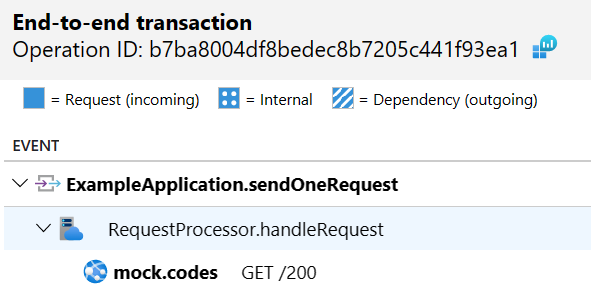 End-to-end transaction
Operation ID: b7ba8004df8bedec8b7205c441f93ea1
= Request (incoming) = Internal = Dependency (outgoing)
EVENT
ExampleApplication.sendOneRequest
RequestProcessor.handleRequest
mock.codes GET /200